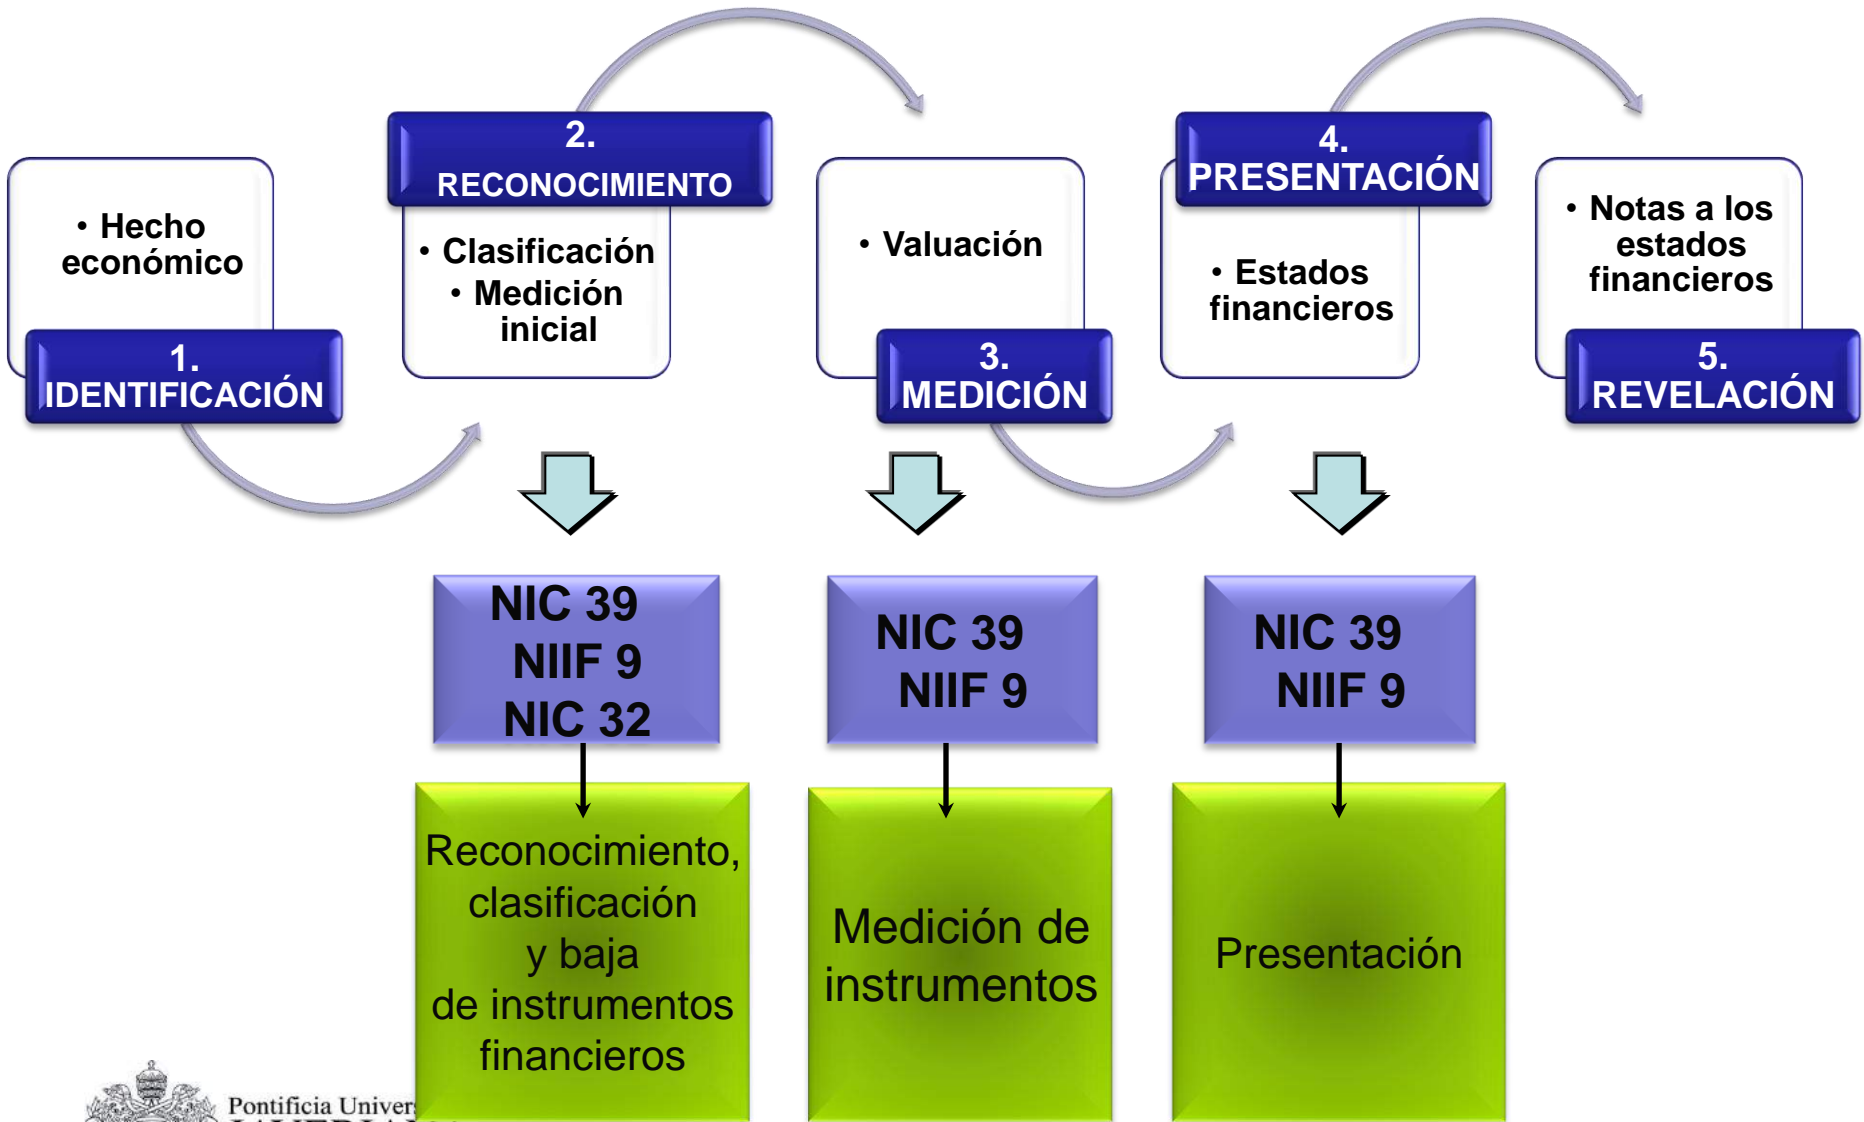 • Hecho
económico
1.
IDENTIFICACIÓN
2.
RECONOCIMIENTO
• Clasificación
• Medición
inicial
• Valuación
3.
MEDICIÓN
4.
PRESENTACIÓN
• Estados
financieros
• Notas a los
estados
financieros
5.
REVELACIÓN
NIC 39
NIIF 9
NIC 32
NIC 39
NIIF 9
NIC 39
NIIF 9
Reconocimiento,
clasificación
y baja
de instrumentos
financieros
Medición de
instrumentos
Presentación
Pontificia